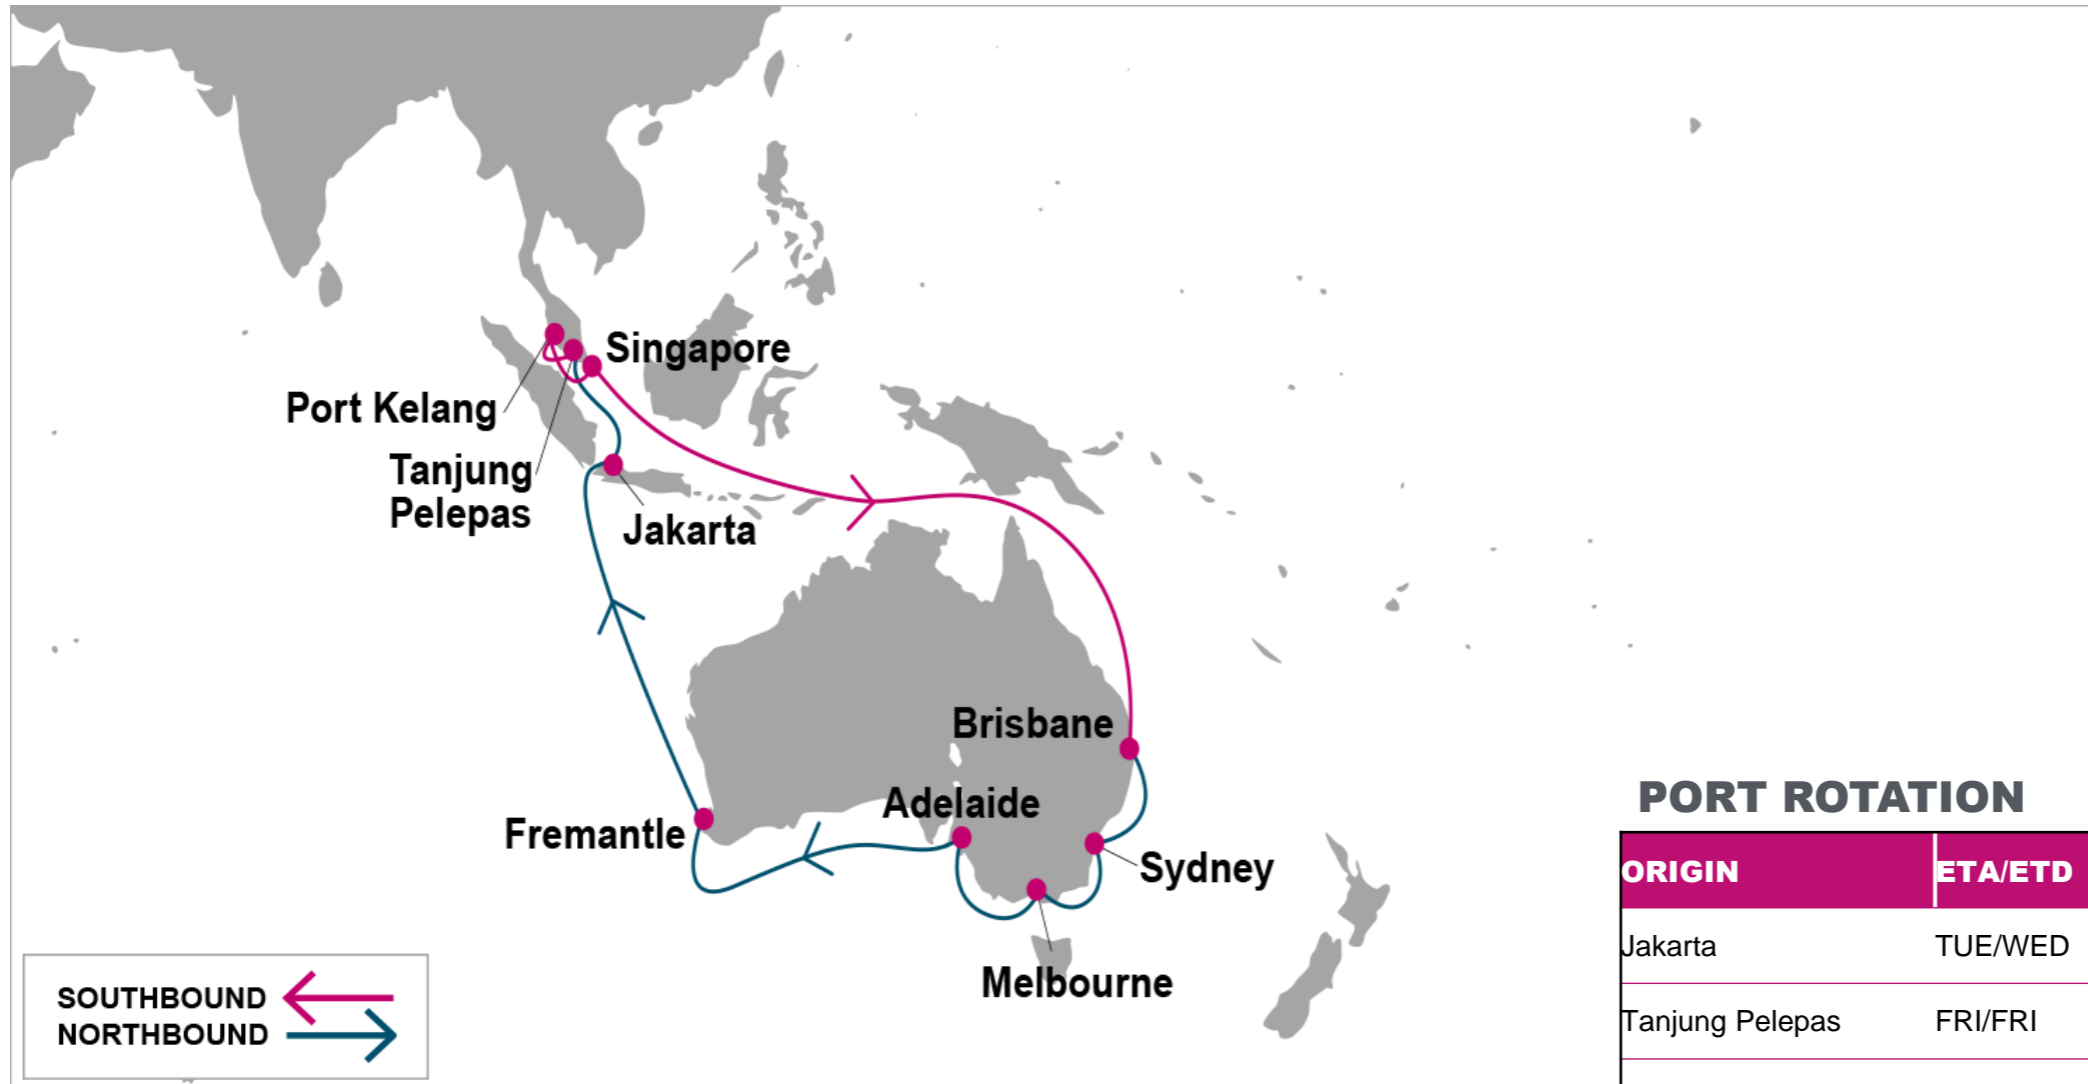 Singapore
Port Kelang
Tanjung
Pelepas
Jakarta
Brisbane
Adelaide
Fremantle
Sydney
Melbourne
SOUTHBOUND
NORTHBOUND
PORT ROTATION
ORIGIN ETA/ETD
Jakarta TUE/WED
Tanjung Pelepas FRI/FRI